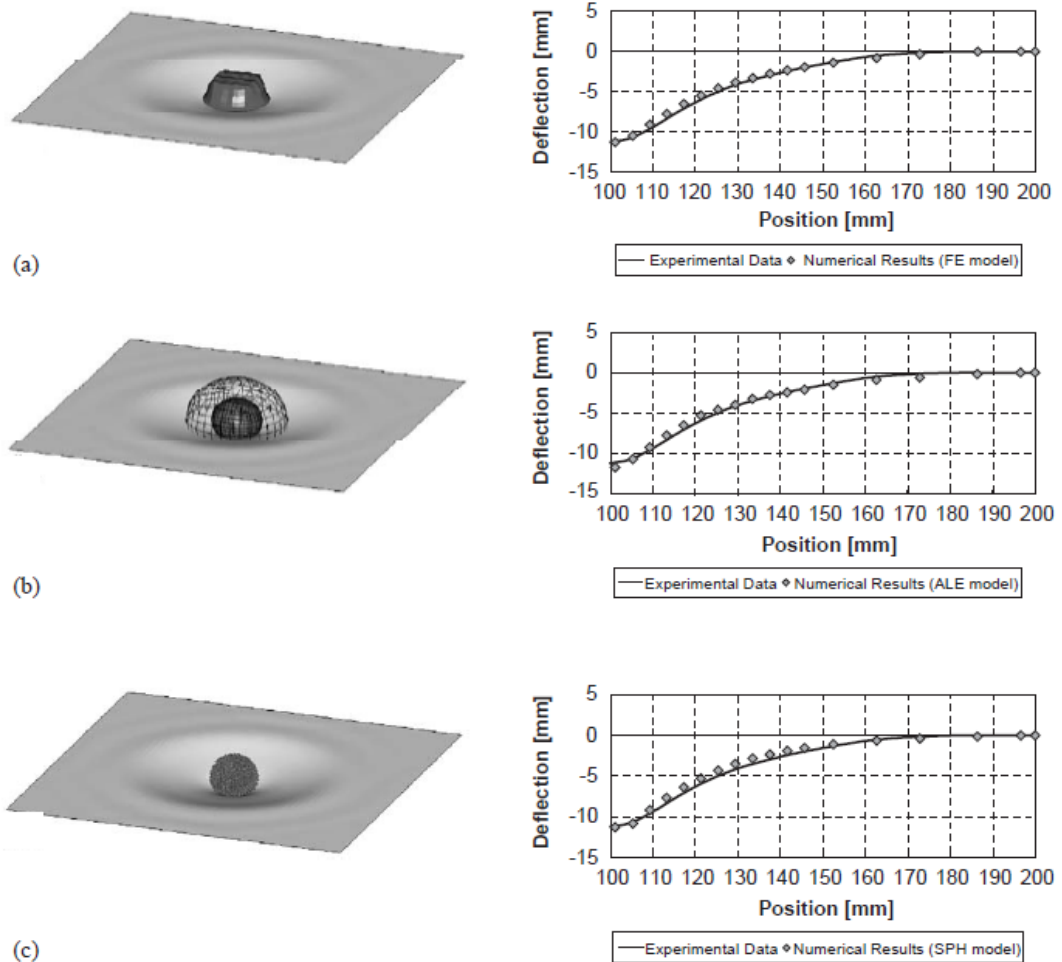 5
0
-5
-10
-15
Deflection [mm]
100 110 120 130 140 150 160 170 180 190 200
Position [mm]
Experimental Data Numerical Results (FE model)
(a)
5
0
-5
-10
-15
Deflection [mm]
100 110 120 130 140 150 160 170 180 190 200
Position [mm]
Experimental Data Numerical Results (ALE model)
(b)
5
0
-5
-10
-15
Deflection [mm]
100 110 120 130 140 150 160 170 180 190 200
Position [mm]
Experimental Data Numerical Results (SPH model)
(c)